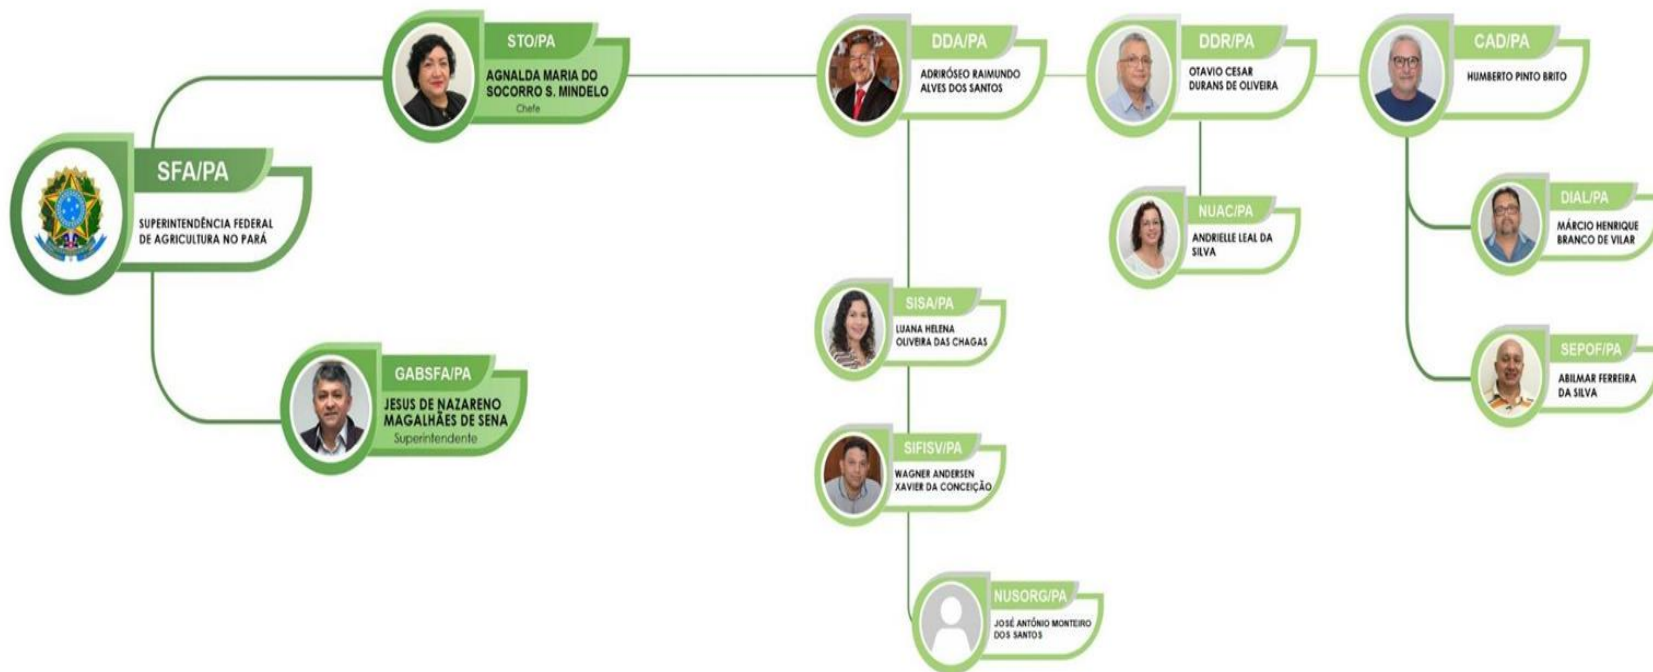 STO/PA
AGNALDA MARIA DO
SOCORRO S. MINDELO
Chefe
DDA/PA
ADRIRÓSEO RAIMUNDO
ALVES DOS SANTOS
DDR/PA
OTAVIO CESAR
DURANS DE OLIVEIRA
CAD/PA
HUMBERTO PINTO BRITO
SFA/PA
SUPERINTENDÊNCIA FEDERAL
DE AGRICULTURA NO PARÁ
NUAC/PA
ANDRIELLE LEAL DA
SILVA
DIAL/PA
MÁRCIO HENRIQUE
BRANCO DE VILAR
SISA/PA
LUANA HELENA
OLIVEIRA DAS CHAGAS
GABSFA/PA
JESUS DE NAZARENO
MAGALHÃES DE SENA
Superintendente
SEPOF/PA
ABILMAR FERREIRA
DA SILVA
SIFISV/PA
WAGNER ANDERSEN
XAVIER DA CONCEIÇÃO
NUSORG/PA
JOSÉ ANTÔNIO MONTEIRO
DOS SANTOS